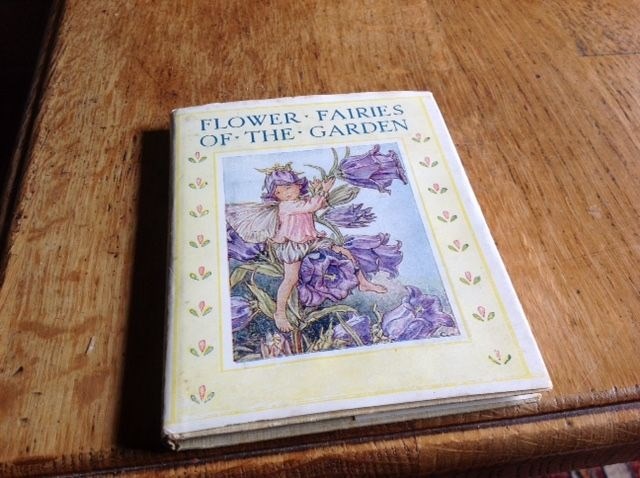 FLOWER · FAIRIES
OF · THE · GARDEN